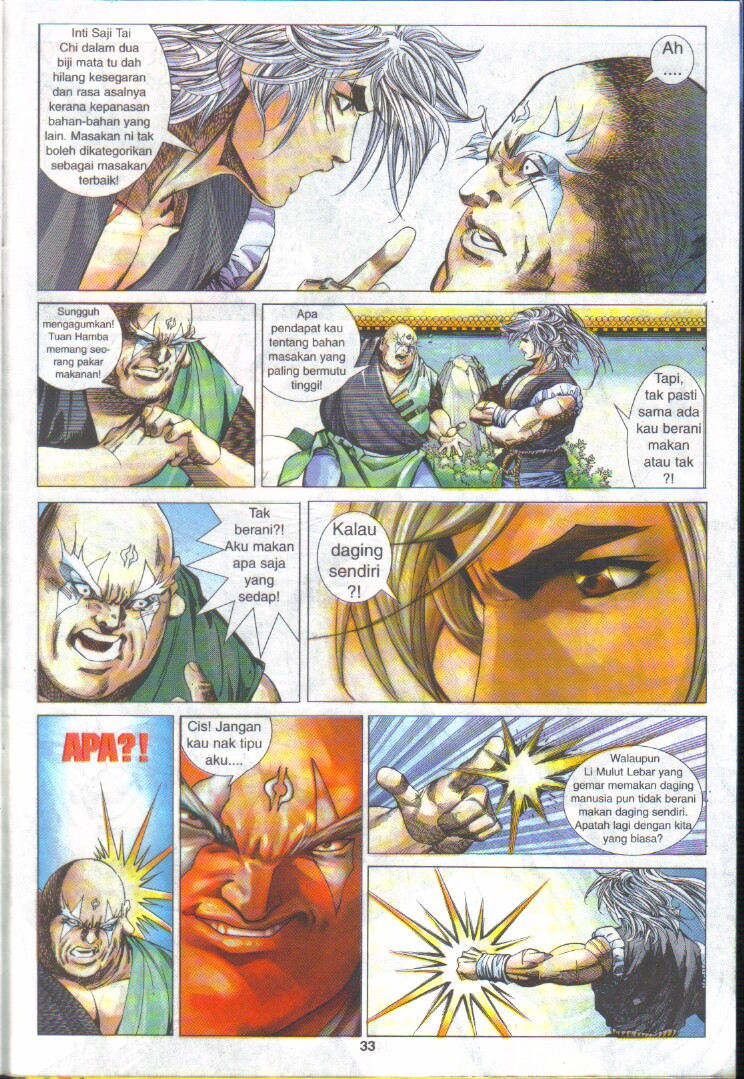 Inti Saji Tai
Chi dalam dua
biji mata tu dah
hilang kesegaran
dan rasa asalnya
kerana kepanasan
bahan-bahan yang
lain. Masakan ni tak
boleh dikategorikan
sebagai masakan
terbaik!
Ah
....
Sungguh
mengagumkan!
Tuan Hamba
memang seo-
rang pakar
makanan!
Apa
pendapat kau
tentang bahan
masakan yang
paling bermutu
tinggi!
Tapi,
tak pasti
sama ada
kau berani
makan
atau tak
?!
Tak
berani?!
Aku makan
apa saja
yang
sedap!
Kalau
daging
sendiri
?!
APA?!
Cis! Jangan
kau nak tipu
aku....
Walaupun
Li Mulut Lebar yang
gemar memakan daging
manusia pun tidak berani
makan daging sendiri.
Apatah lagi dengan kita
yang biasa?
33